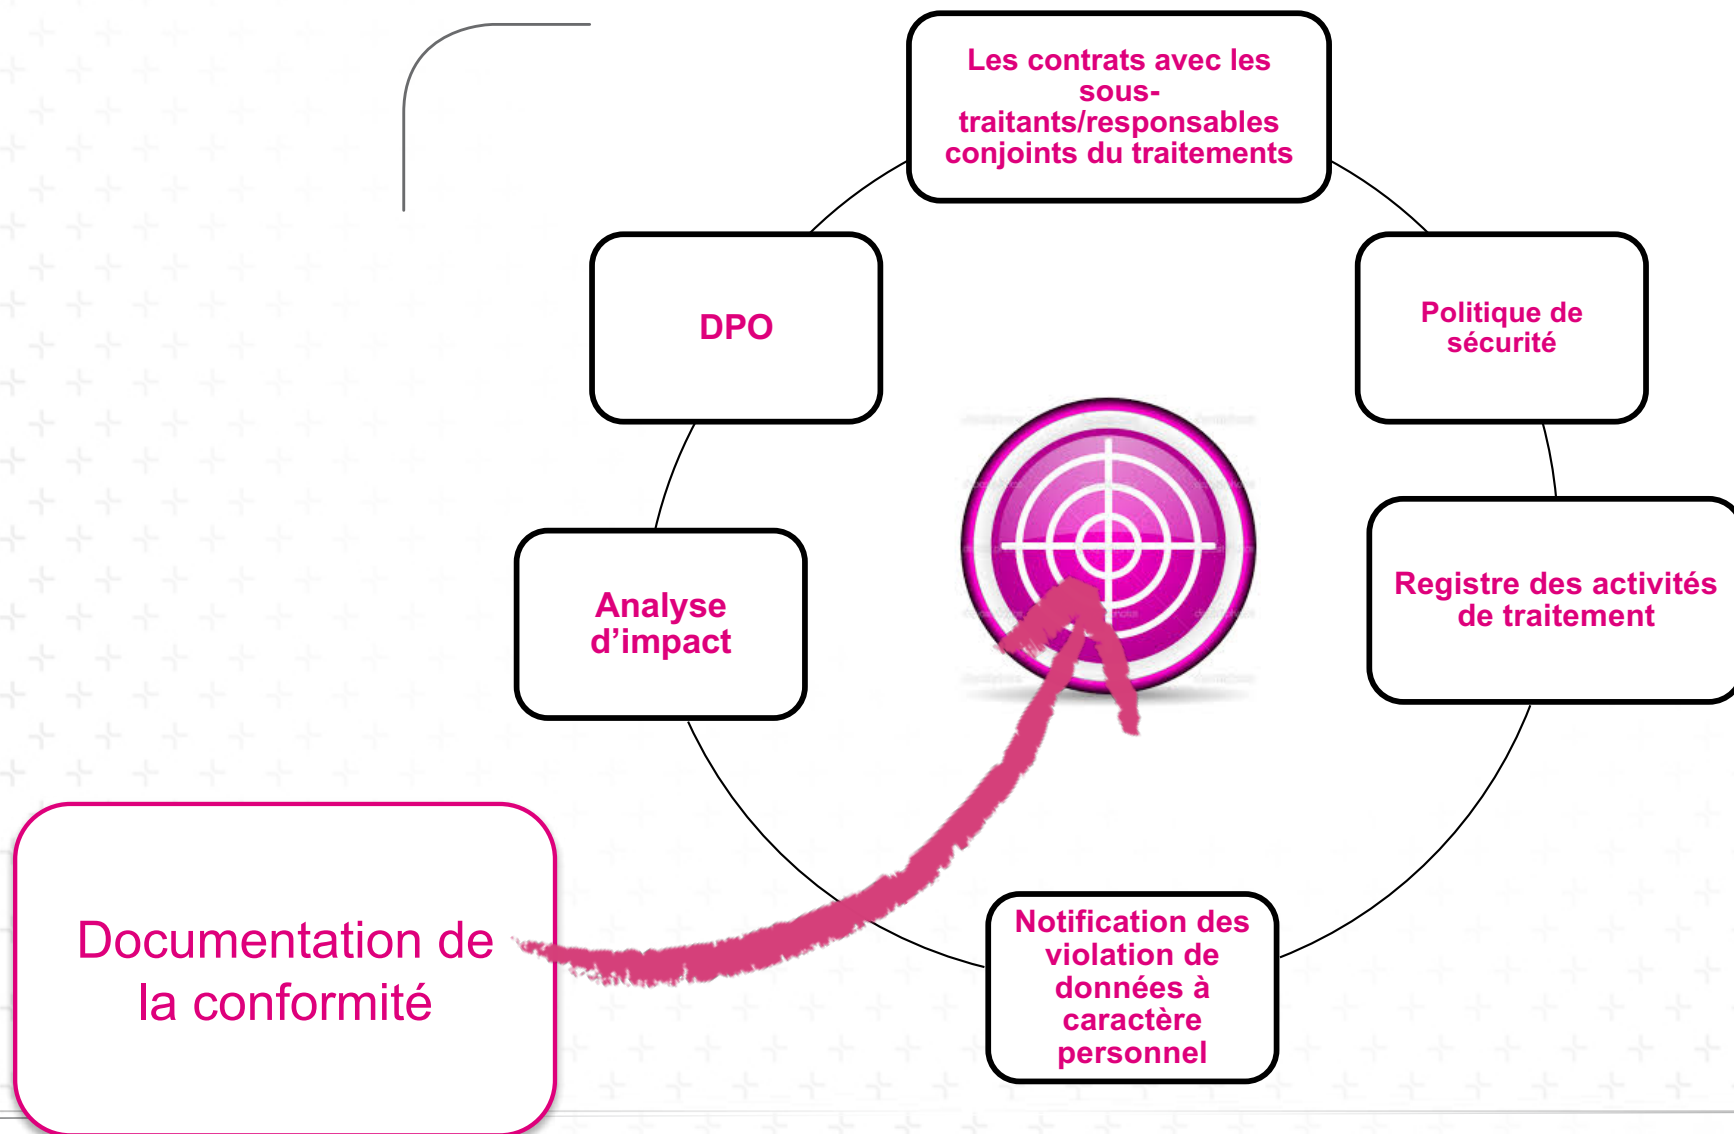 Les contrats avec les
sous-
traitants/responsables
conjoints du traitements
DPO
Politique de
sécurité
Analyse
d’impact
Registre des activités
de traitement
Documentation de
la conformité
Notification des
violation de
données à
caractère
personnel